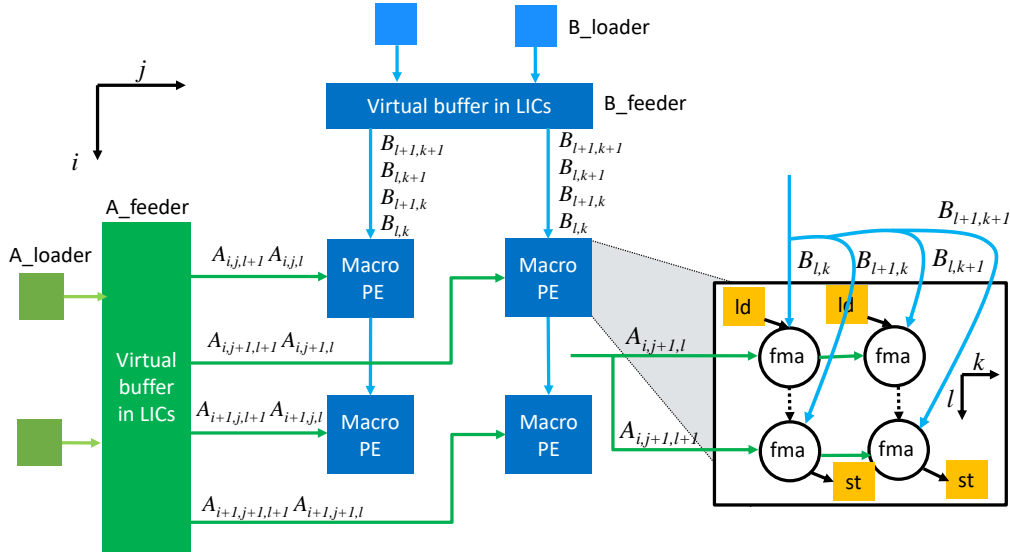 B_loader
j
Virtual buffer in LICs
B_feeder
i
B_{l+1,k+1}
B_{l,k+1}
B_{l+1,k}
B_{l,k}
B_{l+1,k+1}
B_{l,k+1}
B_{l+1,k}
B_{l,k}
A_feeder
A_loader
Virtual
buffer
in LICs
A_{i,j,l+1} A_{i,j,l}
Macro
PE
Macro
PE
A_{i,j+1,l+1} A_{i,j+1,l}
A_{i+1,j,l+1} A_{i+1,j,l}
Macro
PE
Macro
PE
A_{i+1,j+1,l+1} A_{i+1,j+1,l}
B_{l+1,k+1}
B_{l,k}
B_{l+1,k}
B_{l,k+1}
ld
ld
A_{i,j+1,l}
fma
fma
k
l
A_{i,j+1,l+1}
fma
fma
st
st